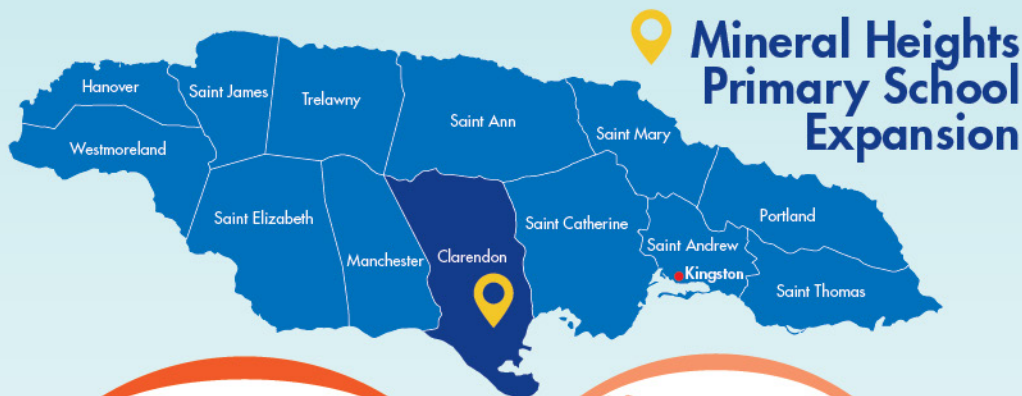 Mineral Heights
Primary School
Expansion
Hanover
Saint James
Trelawny
Saint Ann
Saint Mary
Westmoreland
Saint Elizabeth
Manchester
Clarendon
Saint Catherine
Saint Andrew
Kingston
Portland
Saint Thomas